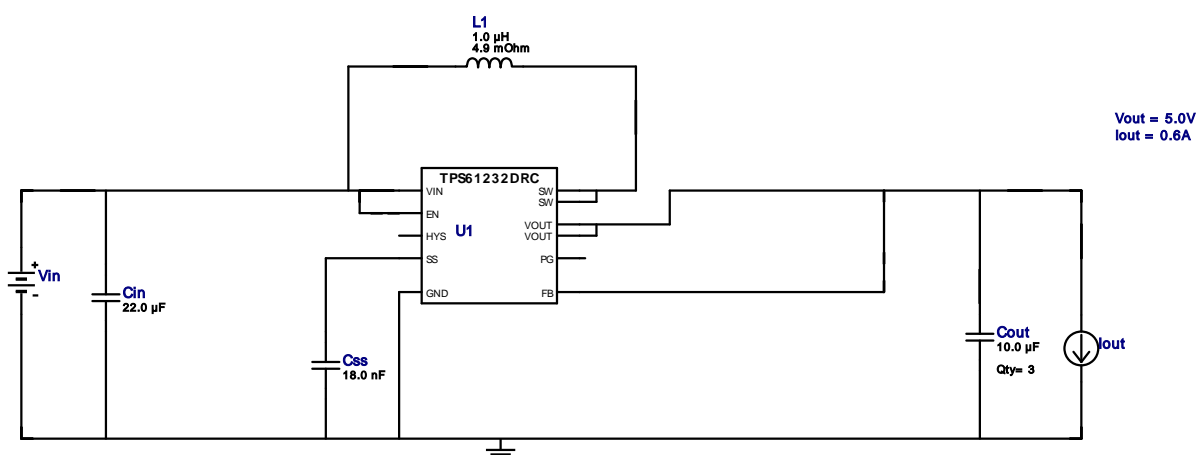 L1
1.0 µH
4.9 mOhm
Vout = 5.0V
Iout = 0.6A
TPS61232DRC
VIN
SW
SW
EN
VOUT
U1
HYS
VOUT
SS
PG
GND
FB
+
Vin
-
Cin
22.0 µF
Css
18.0 nF
Cout
10.0 µF
Qty= 3
Iout